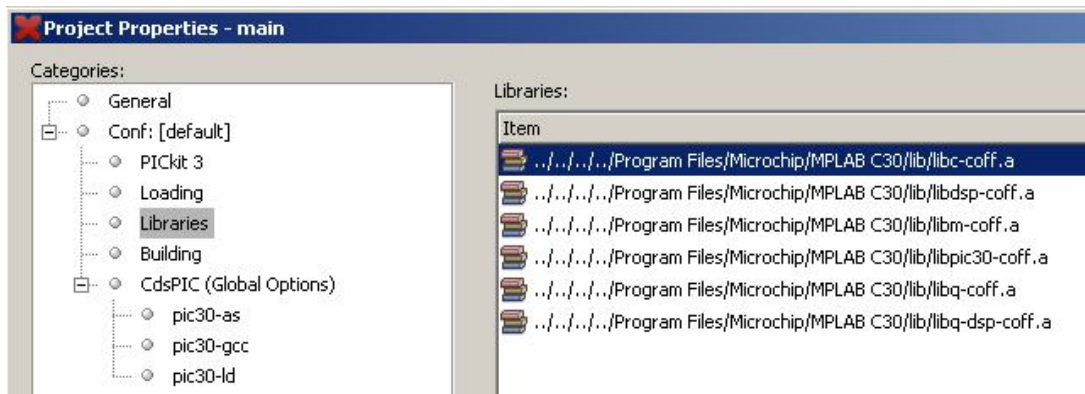 Project Properties - main
Categories:
General
Conf: [default]
PICkit 3
Loading
Libraries
Building
CdsPIC (Global Options)
pic30-as
pic30-gcc
pic30-ld
Libraries:
Item
../../../../Program Files/Microchip/MPLAB C30/lib/libc-coff.a
../../../../Program Files/Microchip/MPLAB C30/lib/libdsp-coff.a
../../../../Program Files/Microchip/MPLAB C30/lib/libm-coff.a
../../../../Program Files/Microchip/MPLAB C30/lib/libpic30-coff.a
../../../../Program Files/Microchip/MPLAB C30/lib/libq-coff.a
../../../../Program Files/Microchip/MPLAB C30/lib/libq-dsp-coff.a